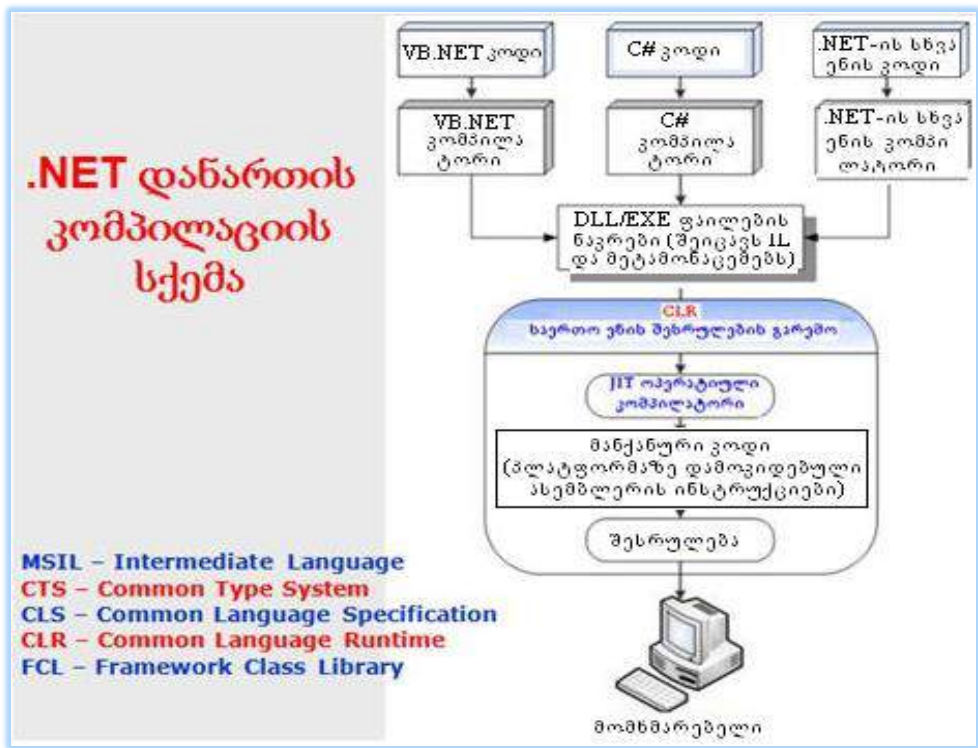 .NET დანართის
კომპილაციის
სქემა
MSIL – Intermediate Language
CTS – Common Type System
CLS – Common Language Specification
CLR – Common Language Runtime
FCL – Framework Class Library
VB.NET კოდი
C# კოდი
.NET-ის სხვა
ენის კოდი
VB.NET
კომპილა
ტორი
C#
კომპილა
ტორი
.NET-ის სხვა
ენის კომპი
ლატორი
DLL/EXE ფაილების
ნაკრები (შეიცავს IL
და მეტამონაცემებს)
CLR
საერთო ენის შესრულების გარემო
JIT ოპერატიული
კომპილატორი
მანქანური კოდი
(პლატფორმაზე დამოკიდებული
ასემბლერის ინსტრუქციები)
შესრულება
მომხმარებელი